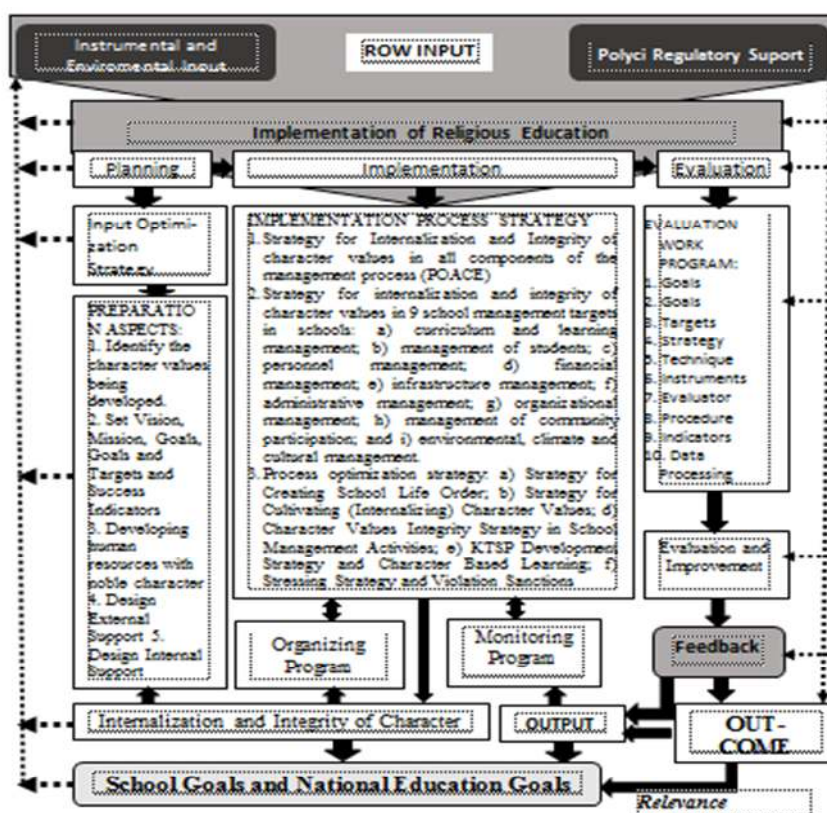 Instrumental and
Enviromental Input
ROW INPUT
Polyci Regulatory Suport
Implementation of Religious Education
Planning
Implementation
Evaluation
Input Optimi-
zation
Strategy
PREPARATIO
N ASPECTS:
1. Identify the
character values
being
developed.
2. Set Vision,
Mission, Goals,
Goals and
Targets and
Success
Indicators
3. Developing
human
resources with
noble character
4. Design
External
Support 5.
Design Internal
Support
IMPLEMENTATION PROCESS STRATEGY
1. Strategy for Internalization and Integrity of
character values in all components of the
management process (POACE)
2. Strategy for internalization and integrity of
character values in 9 school management targets
in schools: a) curriculum and learning
management; b) management of students; c)
personnel management; d) financial
management; e) infrastructure management; f)
administrative management; g) organizational
management; h) management of community
participation; and i) environmental, climate and
cultural management.
3. Process optimization strategy: a) Strategy for
Creating School Life Order; b) Strategy for
Cultivating (Internalizing) Character Values; d)
Character Values Integrity Strategy in School
Management Activities; e) KTSP Development
Strategy and Character Based Learning; f)
Stressing Strategy and Violation Sanctions
EVALUATION
WORK
PROGRAM:
1. Goals
2. Goals
3. Targets
4. Strategy
5. Technique
6. Instruments
7. Evaluator
8. Procedure
9. Indicators
10. Data
Processing
Evaluation and
Improvement
Organizing
Program
Monitoring
Program
Feedback
Internalization and Integrity of Character
OUTPUT
OUT-
COME
School Goals and National Education Goals
Relevance